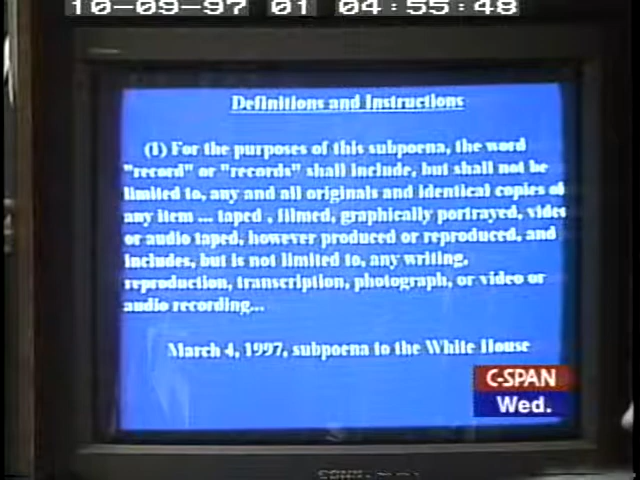 10-09-97 01 04:55:48
Definitions and Instructions
(1) For the purposes of this subpoena, the word
"record" or "records" shall include, but shall not be
limited to, any and all originals and identical copies of
any item ... taped , filmed, graphically portrayed, video
or audio taped, however produced or reproduced, and
includes, but is not limited to, any writing,
reproduction, transcription, photograph, or video or
audio recording...
March 4, 1997, subpoena to the White House
C-SPAN
Wed.